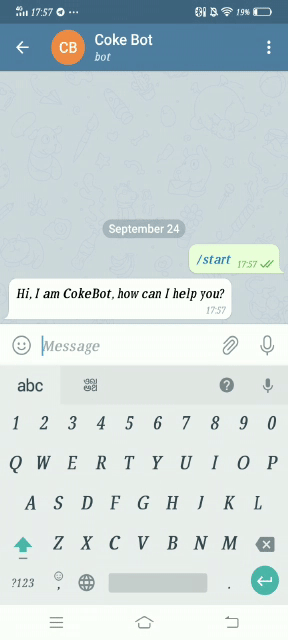 4G 17:57 19%
CB Coke Bot
bot
September 24
/start 17:57
Hi, I am CokeBot, how can I help you?
17:57
Message
abc
1 2 3 4 5 6 7 8 9 0
Q W E R T Y U I O P
A S D F G H J K L
Z X C V B N M
?123 , .